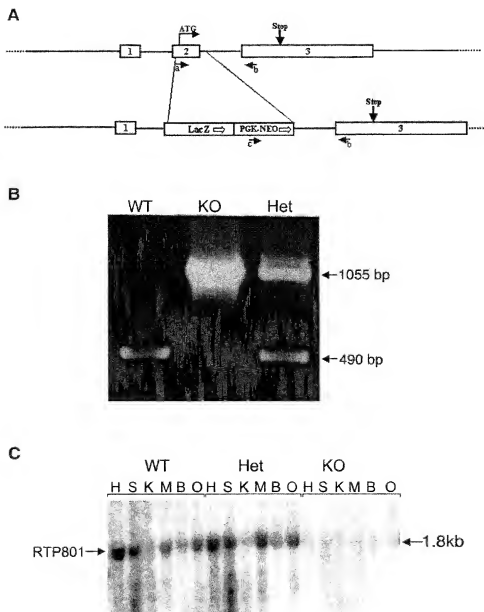 A
ATG
Stop
1
2
3
a
b
Stop
1
LacZ ⇨
PGK-NEO ⇨
3
c
b
B
WT KO Het
←1055 bp
←490 bp
C
WT Het KO
H S K M B O H S K M B O H S K M B O
RTP801→
←1.8kb